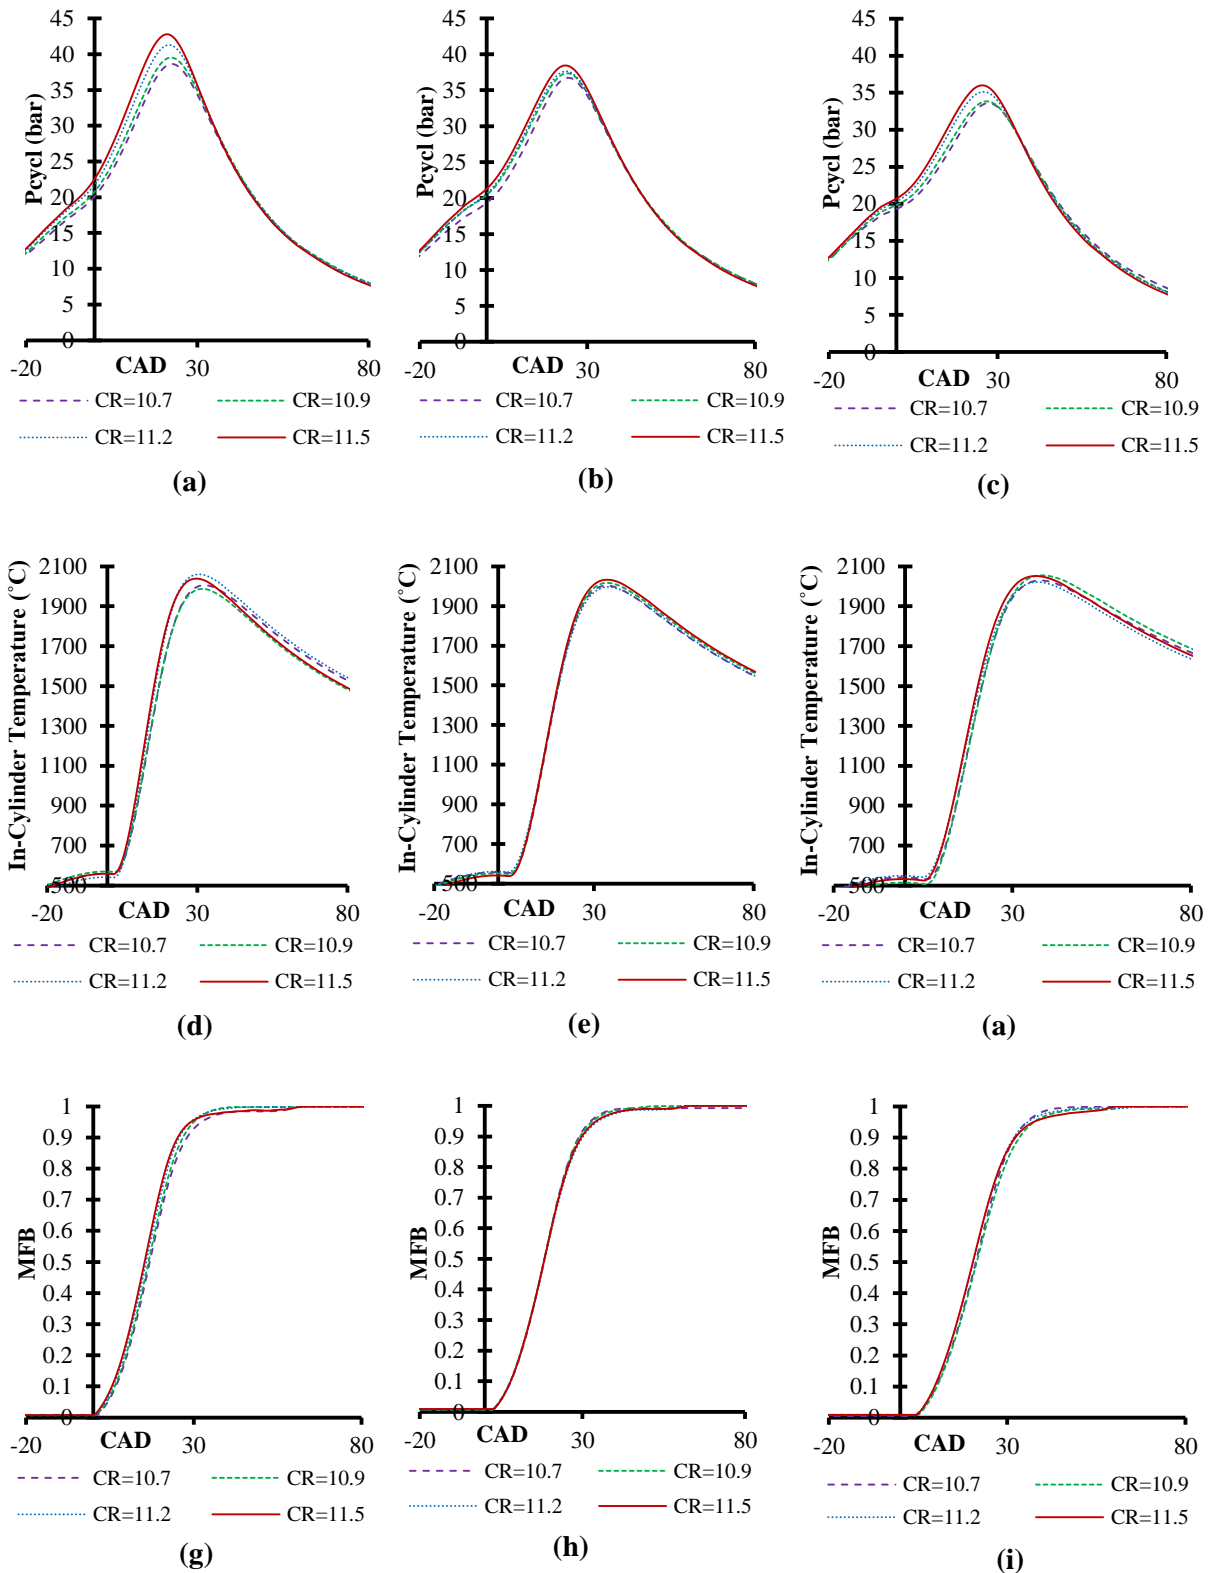 45
40
35
30
25
20
15
10
5
0
Pcycl (bar)
-20
CAD
30
80
CR=10.7
CR=10.9
CR=11.2
CR=11.5
(a)
45
40
35
30
25
20
15
10
5
0
Pcycl (bar)
-20
CAD
30
80
CR=10.7
CR=10.9
CR=11.2
CR=11.5
(b)
45
40
35
30
25
20
15
10
5
0
Pcycl (bar)
-20
CAD
30
80
CR=10.7
CR=10.9
CR=11.2
CR=11.5
(c)
2100
1900
1700
1500
1300
1100
900
700
500
In-Cylinder Temperature (˚C)
-20
CAD
30
80
CR=10.7
CR=10.9
CR=11.2
CR=11.5
(d)
2100
1900
1700
1500
1300
1100
900
700
500
In-Cylinder Temperature (˚C)
-20
CAD
30
80
CR=10.7
CR=10.9
CR=11.2
CR=11.5
(e)
2100
1900
1700
1500
1300
1100
900
700
500
In-Cylinder Temperature (˚C)
-20
CAD
30
80
CR=10.7
CR=10.9
CR=11.2
CR=11.5
(a)
1
0.9
0.8
0.7
0.6
0.5
0.4
0.3
0.2
0.1
0
MFB
-20
CAD
30
80
CR=10.7
CR=10.9
CR=11.2
CR=11.5
(g)
1
0.9
0.8
0.7
0.6
0.5
0.4
0.3
0.2
0.1
0
MFB
-20
CAD
30
80
CR=10.7
CR=10.9
CR=11.2
CR=11.5
(h)
1
0.9
0.8
0.7
0.6
0.5
0.4
0.3
0.2
0.1
0
MFB
-20
CAD
30
80
CR=10.7
CR=10.9
CR=11.2
CR=11.5
(i)